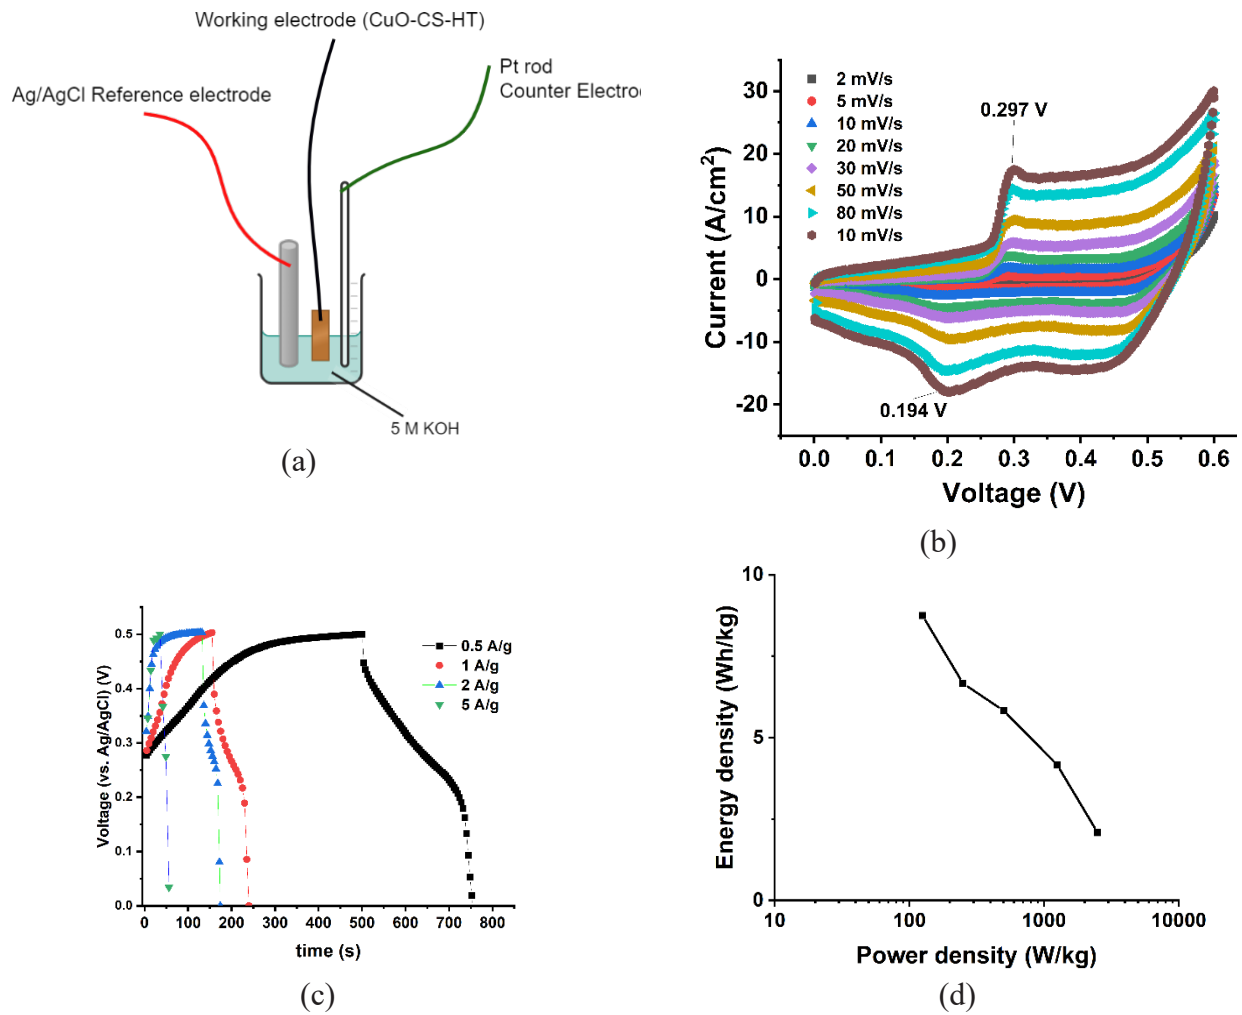 Working electrode (CuO-CS-HT)
Pt rod
Counter Electro
Ag/AgCl Reference electrode
5 M KOH
(a)
2 mV/s
5 mV/s
10 mV/s
20 mV/s
30 mV/s
50 mV/s
80 mV/s
10 mV/s
0.297 V
0.194 V
30
20
10
0
-10
-20
Current (A/cm²)
0.0 0.1 0.2 0.3 0.4 0.5 0.6
Voltage (V)
(b)
0.5 A/g
1 A/g
2 A/g
5 A/g
0.5
0.4
0.3
0.2
0.1
0.0
Voltage (vs. Ag/AgCl) (V)
0 100 200 300 400 500 600 700 800
time (s)
(c)
10
5
0
Energy density (Wh/kg)
10 100 1000 10000
Power density (W/kg)
(d)